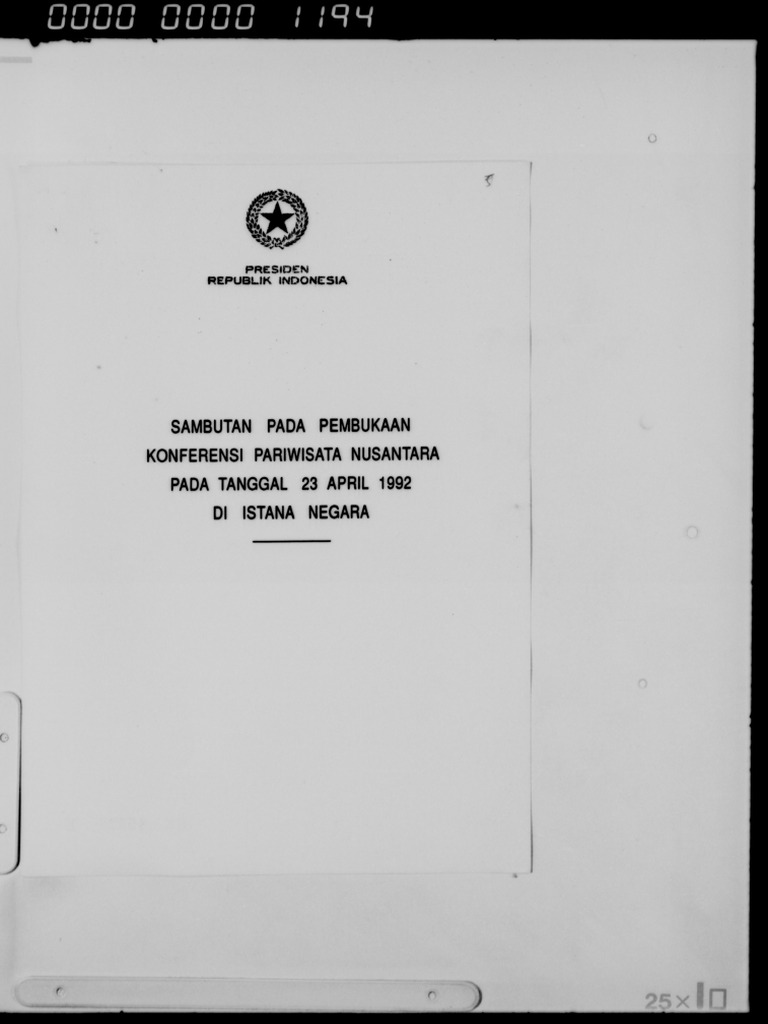 0000 0000 1194
PRESIDEN
REPUBLIK INDONESIA
SAMBUTAN PADA PEMBUKAAN
KONFERENSI PARIWISATA NUSANTARA
PADA TANGGAL 23 APRIL 1992
DI ISTANA NEGARA
25×